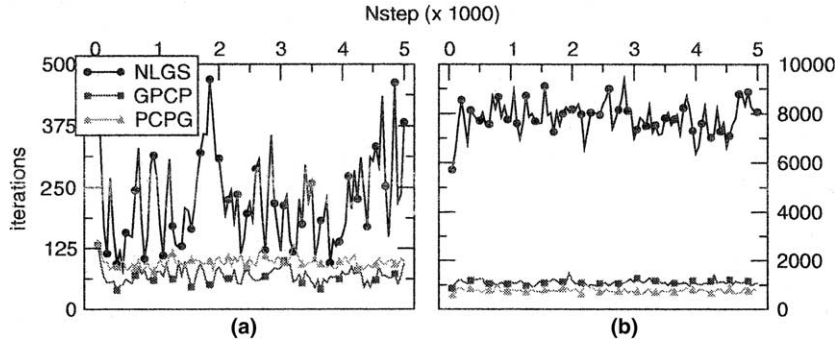 Nstep (x 1000)
0 1 2 3 4 5
0 1 2 3 4 5
500
375
250
125
0
iterations
NLGS
GPCP
PCPG
10000
8000
6000
4000
2000
0
(a)
(b)